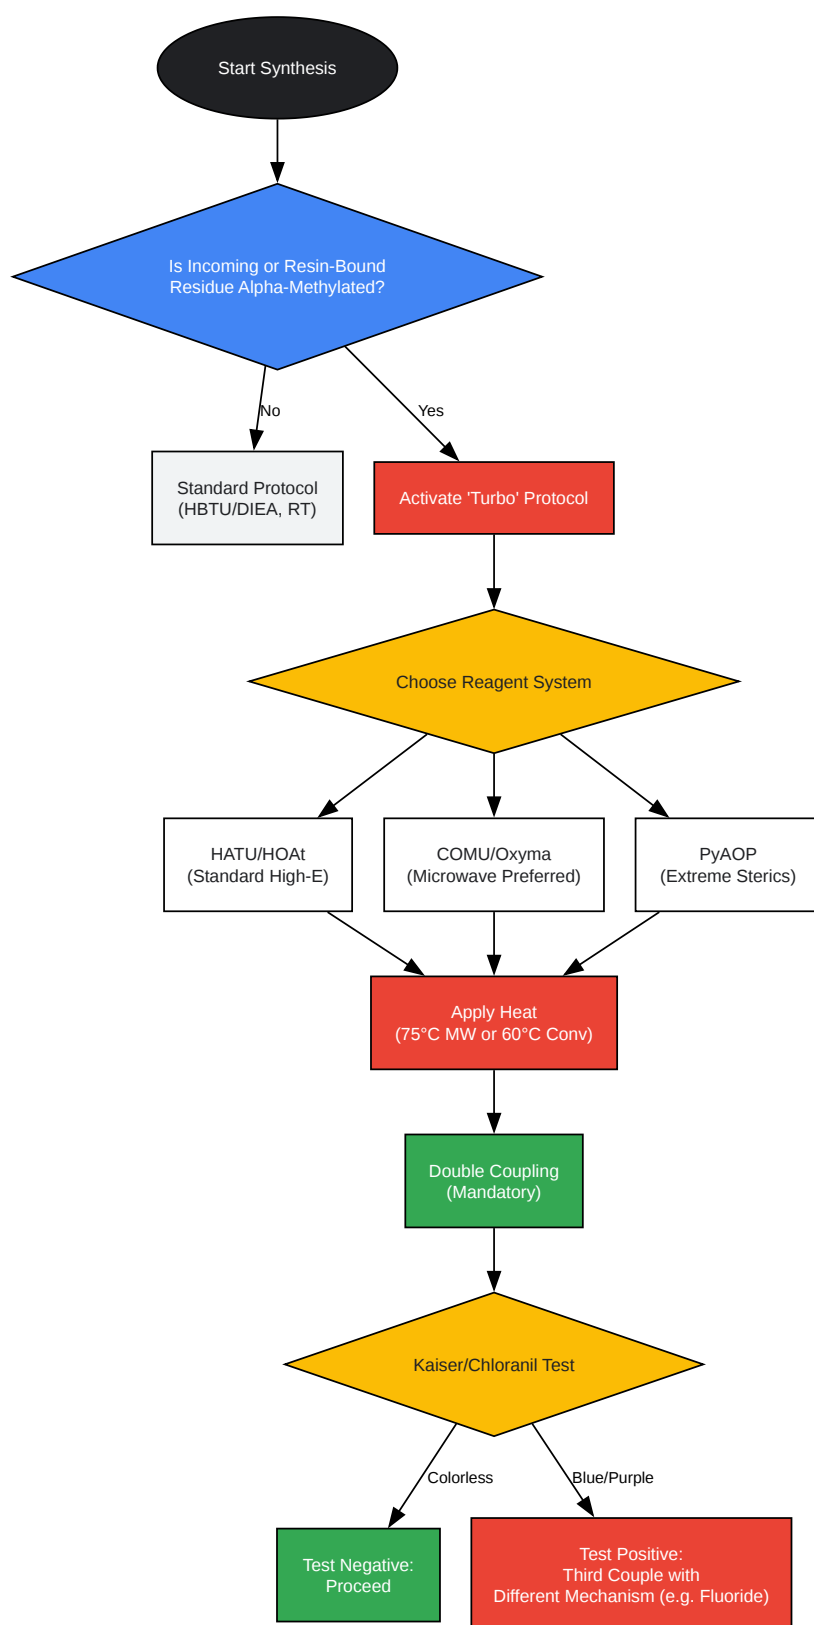 Start Synthesis
Is Incoming or Resin-Bound
Residue Alpha-Methylated?
No
Yes
Standard Protocol
(HBTU/DIEA, RT)
Activate 'Turbo' Protocol
Choose Reagent System
HATU/HOAt
(Standard High-E)
COMU/Oxyma
(Microwave Preferred)
PyAOP
(Extreme Sterics)
Apply Heat
(75°C MW or 60°C Conv)
Double Coupling
(Mandatory)
Kaiser/Chloranil Test
Colorless
Blue/Purple
Test Negative:
Proceed
Test Positive:
Third Couple with
Different Mechanism (e.g. Fluoride)